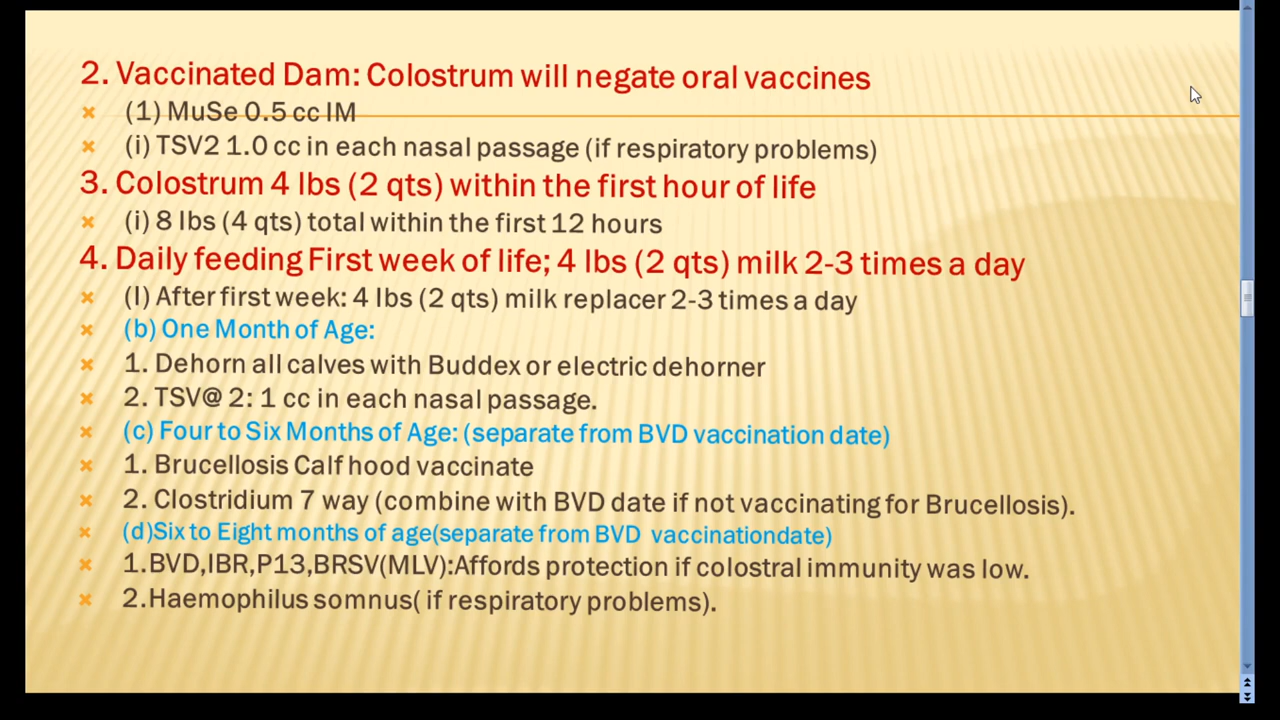 2. Vaccinated Dam: Colostrum will negate oral vaccines
(1) MuSe 0.5 cc IM
(i) TSV2 1.0 cc in each nasal passage (if respiratory problems)
3. Colostrum 4 lbs (2 qts) within the first hour of life
(i) 8 lbs (4 qts) total within the first 12 hours
4. Daily feeding First week of life; 4 lbs (2 qts) milk 2-3 times a day
(I) After first week: 4 lbs (2 qts) milk replacer 2-3 times a day
(b) One Month of Age:
1. Dehorn all calves with Buddex or electric dehorner
2. TSV@ 2: 1 cc in each nasal passage.
(c) Four to Six Months of Age: (separate from BVD vaccination date)
1. Brucellosis Calf hood vaccinate
2. Clostridium 7 way (combine with BVD date if not vaccinating for Brucellosis).
(d)Six to Eight months of age(separate from BVD vaccinationdate)
1.BVD,IBR,P13,BRSV(MLV):Affords protection if colostral immunity was low.
2.Haemophilus somnus( if respiratory problems).